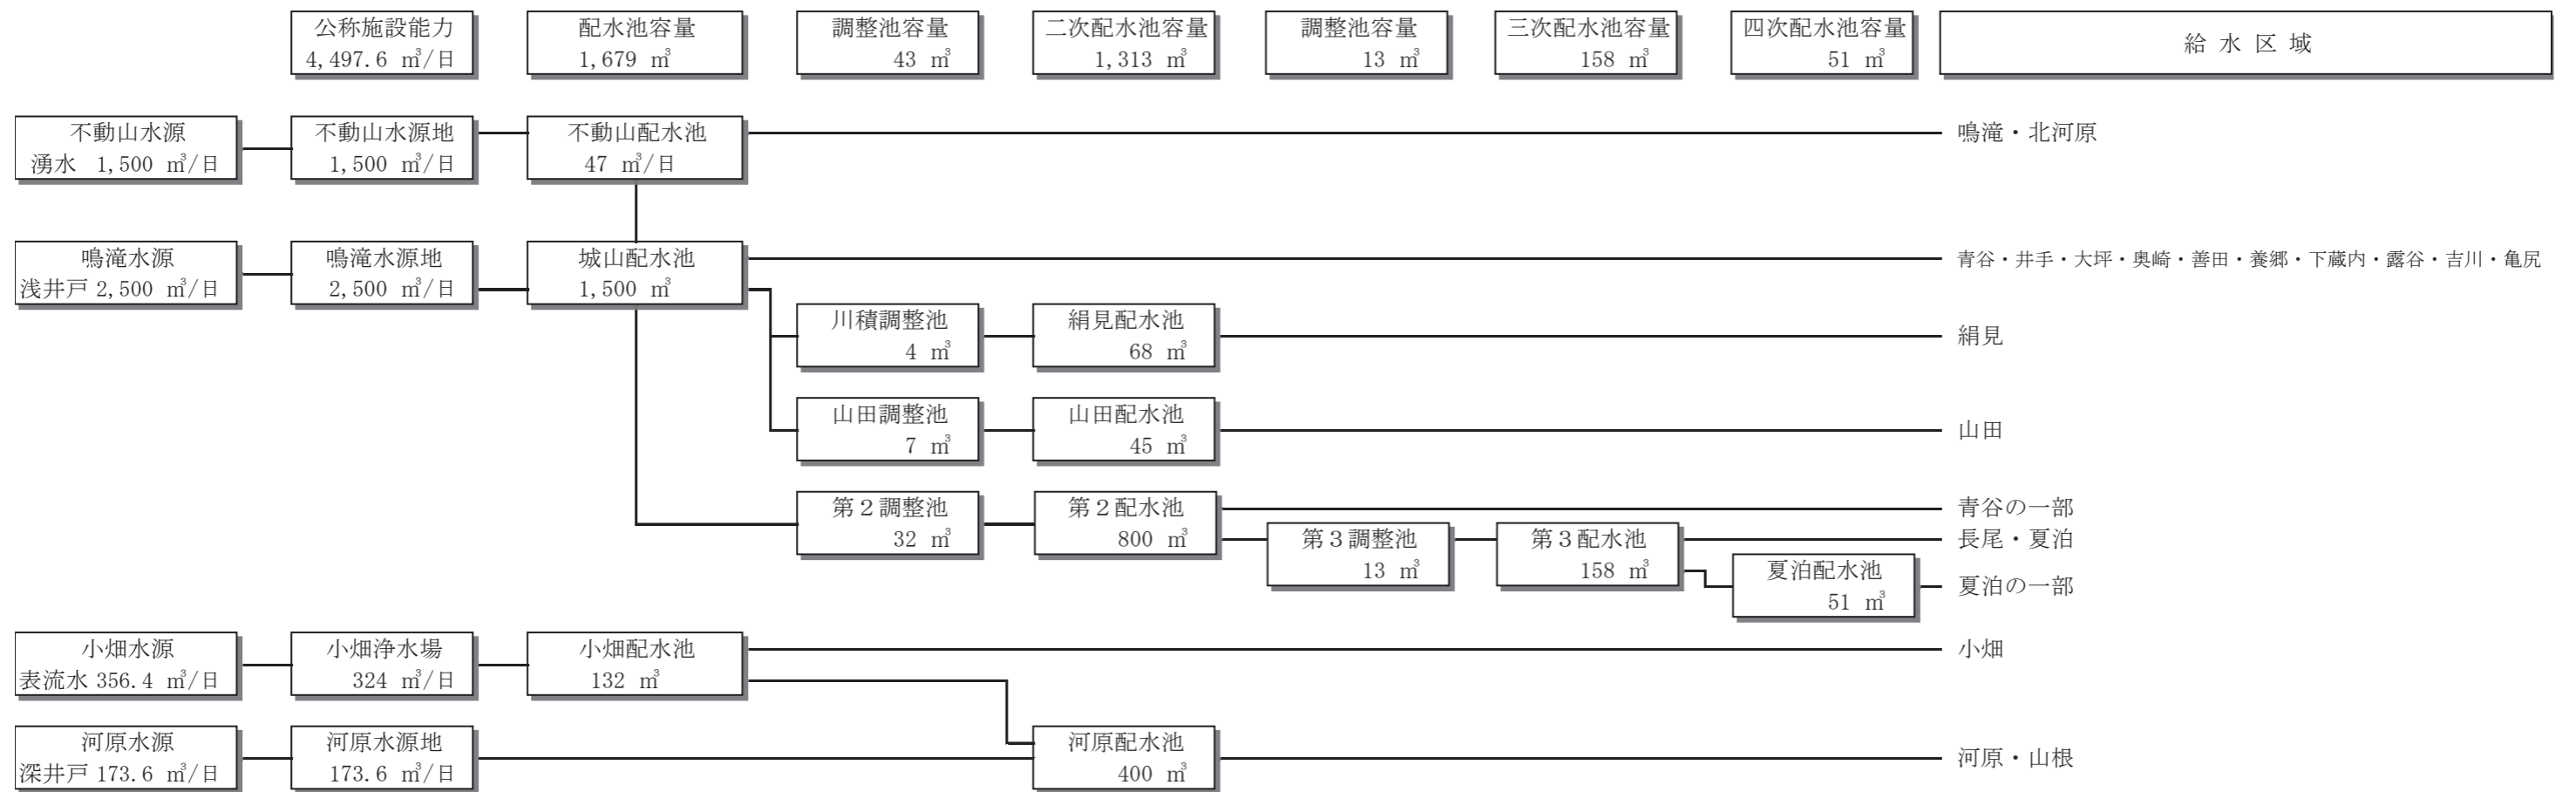 公称施設能力
4,497.6 ㎥/日
配水池容量
1,679 ㎥
調整池容量
43 ㎥
二次配水池容量
1,313 ㎥
調整池容量
13 ㎥
三次配水池容量
158 ㎥
四次配水池容量
51 ㎥
給 水 区 域
不動山水源
湧水 1,500 ㎥/日
不動山水源地
1,500 ㎥/日
不動山配水池
47 ㎥/日
鳴滝・北河原
鳴滝水源
浅井戸 2,500 ㎥/日
鳴滝水源地
2,500 ㎥/日
城山配水池
1,500 ㎥
青谷・井手・大坪・奥崎・善田・養郷・下蔵内・露谷・吉川・亀尻
川積調整池
4 ㎥
絹見配水池
68 ㎥
絹見
山田調整池
7 ㎥
山田配水池
45 ㎥
山田
第2調整池
32 ㎥
第2配水池
800 ㎥
青谷の一部
第3調整池
13 ㎥
第3配水池
158 ㎥
長尾・夏泊
夏泊配水池
51 ㎥
夏泊の一部
小畑水源
表流水 356.4 ㎥/日
小畑浄水場
324 ㎥/日
小畑配水池
132 ㎥
小畑
河原水源
深井戸 173.6 ㎥/日
河原水源地
173.6 ㎥/日
河原配水池
400 ㎥
河原・山根